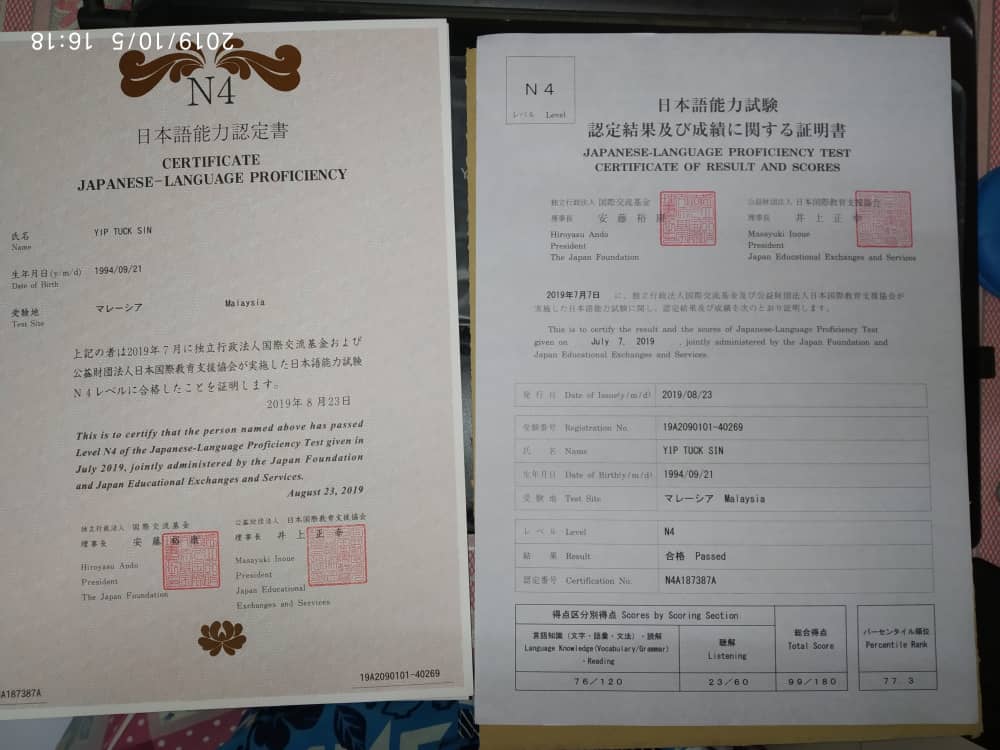 2019/10/5 16:18
N4
日本語能力認定書
CERTIFICATE
JAPANESE-LANGUAGE PROFICIENCY
氏名 YIP TUCK SIN
Name
生年月日(y/m/d) 1994/09/21
Date of Birth
受験地 マレーシア Malaysia
Test Site
上記の者は2019年7月に独立行政法人国際交流基金および
公益財団法人日本国際教育支援協会が実施した日本語能力試験
N4レベルに合格したことを証明します。
2019年8月23日
This is to certify that the person named above has passed
Level N4 of the Japanese-Language Proficiency Test given in
July 2019, jointly administered by the Japan Foundation
and Japan Educational Exchanges and Services.
August 23, 2019
独立行政法人 国際交流基金
理事長 安藤裕康
Hiroyasu Ando
President
The Japan Foundation
公益財団法人 日本国際教育支援協会
理事長 井上正幸
Masayuki Inoue
President
Japan Educational
Exchanges and Services
A187387A
19A2090101-40269
N4
レベル Level
日本語能力試験
認定結果及び成績に関する証明書
JAPANESE-LANGUAGE PROFICIENCY TEST
CERTIFICATE OF RESULT AND SCORES
独立行政法人 国際交流基金
理事長 安藤裕康
Hiroyasu Ando
President
The Japan Foundation
公益財団法人 日本国際教育支援協会
理事長 井上正幸
Masayuki Inoue
President
Japan Educational Exchanges and Services
2019年7月7日 に、独立行政法人国際交流基金及び公益財団法人日本国際教育支援協会が
実施した日本語能力試験に関し、認定結果及び成績を次のとおり証明します。
This is to certify the result and the scores of Japanese-Language Proficiency Test
given on July 7, 2019 , jointly administered by the Japan Foundation and
Japan Educational Exchanges and Services.
発行日 Date of Issue(y/m/d) 2019/08/23
受験番号 Registration No. 19A2090101-40269
氏名 Name YIP TUCK SIN
生年月日 Date of Birth(y/m/d) 1994/09/21
受験地 Test Site マレーシア Malaysia
レベル Level N4
結果 Result 合格 Passed
認定番号 Certification No. N4A187387A
得点区分別得点 Scores by Scoring Section
言語知識（文字・語彙・文法）・読解
Language Knowledge(Vocabulary/Grammar)
・Reading
聴解
Listening
総合得点
Total Score
パーセンタイル順位
Percentile Rank
76/120 23/60 99/180 77.3